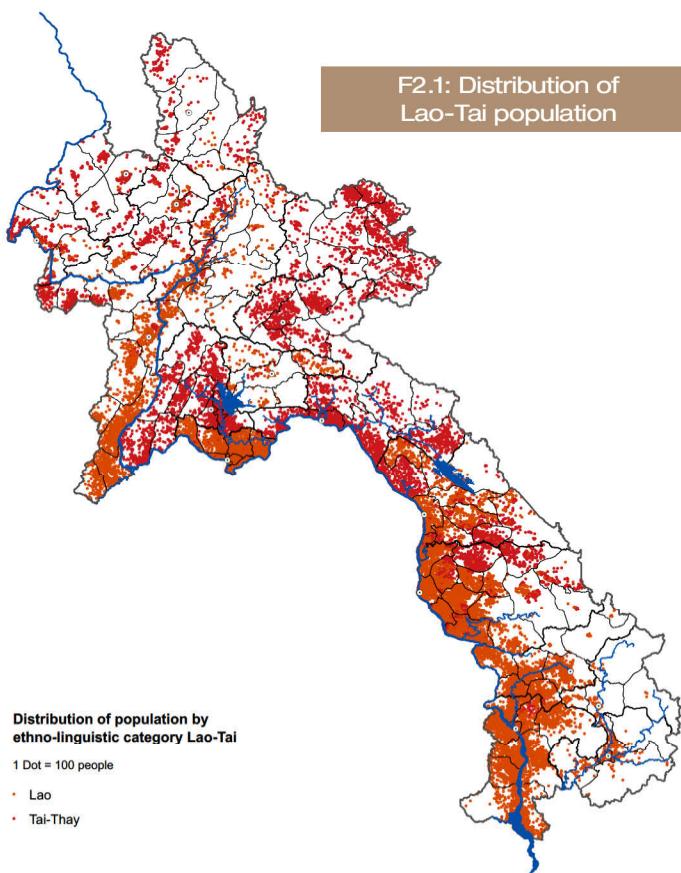 F2.1: Distribution of
Lao-Tai population
Distribution of population by
ethno-linguistic category Lao-Tai
1 Dot = 100 people
Lao
Tai-Thay